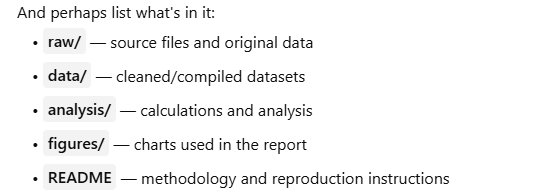 And perhaps list what's in it:
• raw/ — source files and original data
• data/ — cleaned/compiled datasets
• analysis/ — calculations and analysis
• figures/ — charts used in the report
• README — methodology and reproduction instructions